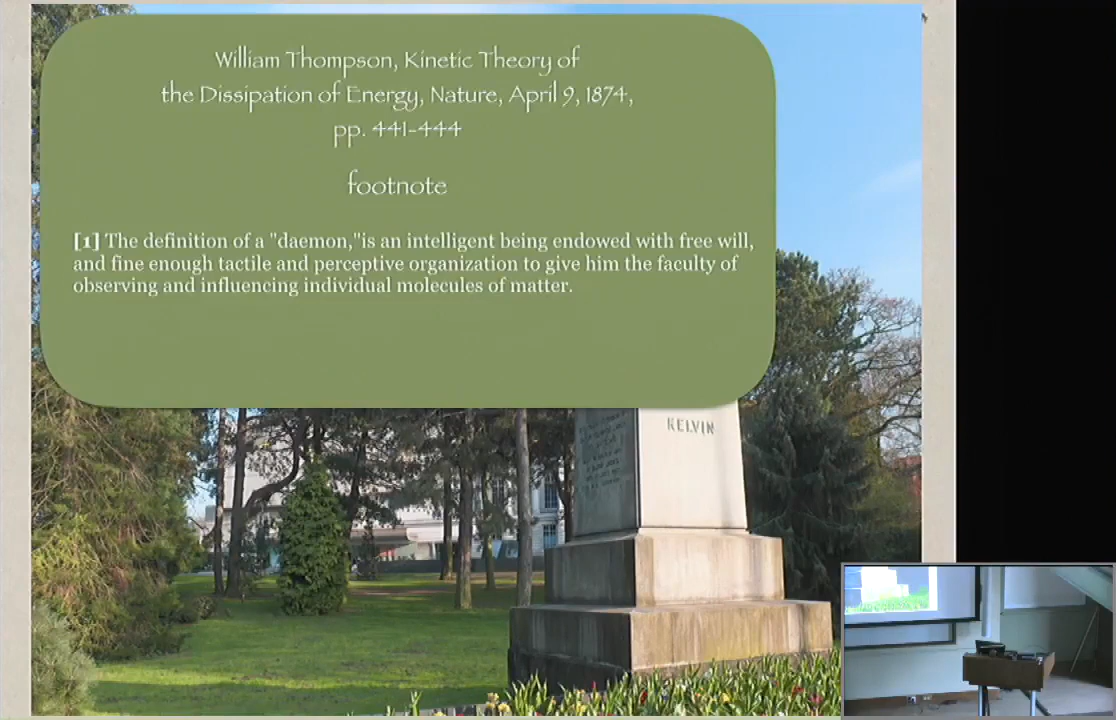 William Thompson, Kinetic Theory of
the Dissipation of Energy, Nature, April 9, 1874,
pp. 441-444
footnote
[1] The definition of a "daemon,"is an intelligent being endowed with free will,
and fine enough tactile and perceptive organization to give him the faculty of
observing and influencing individual molecules of matter.
KELVIN